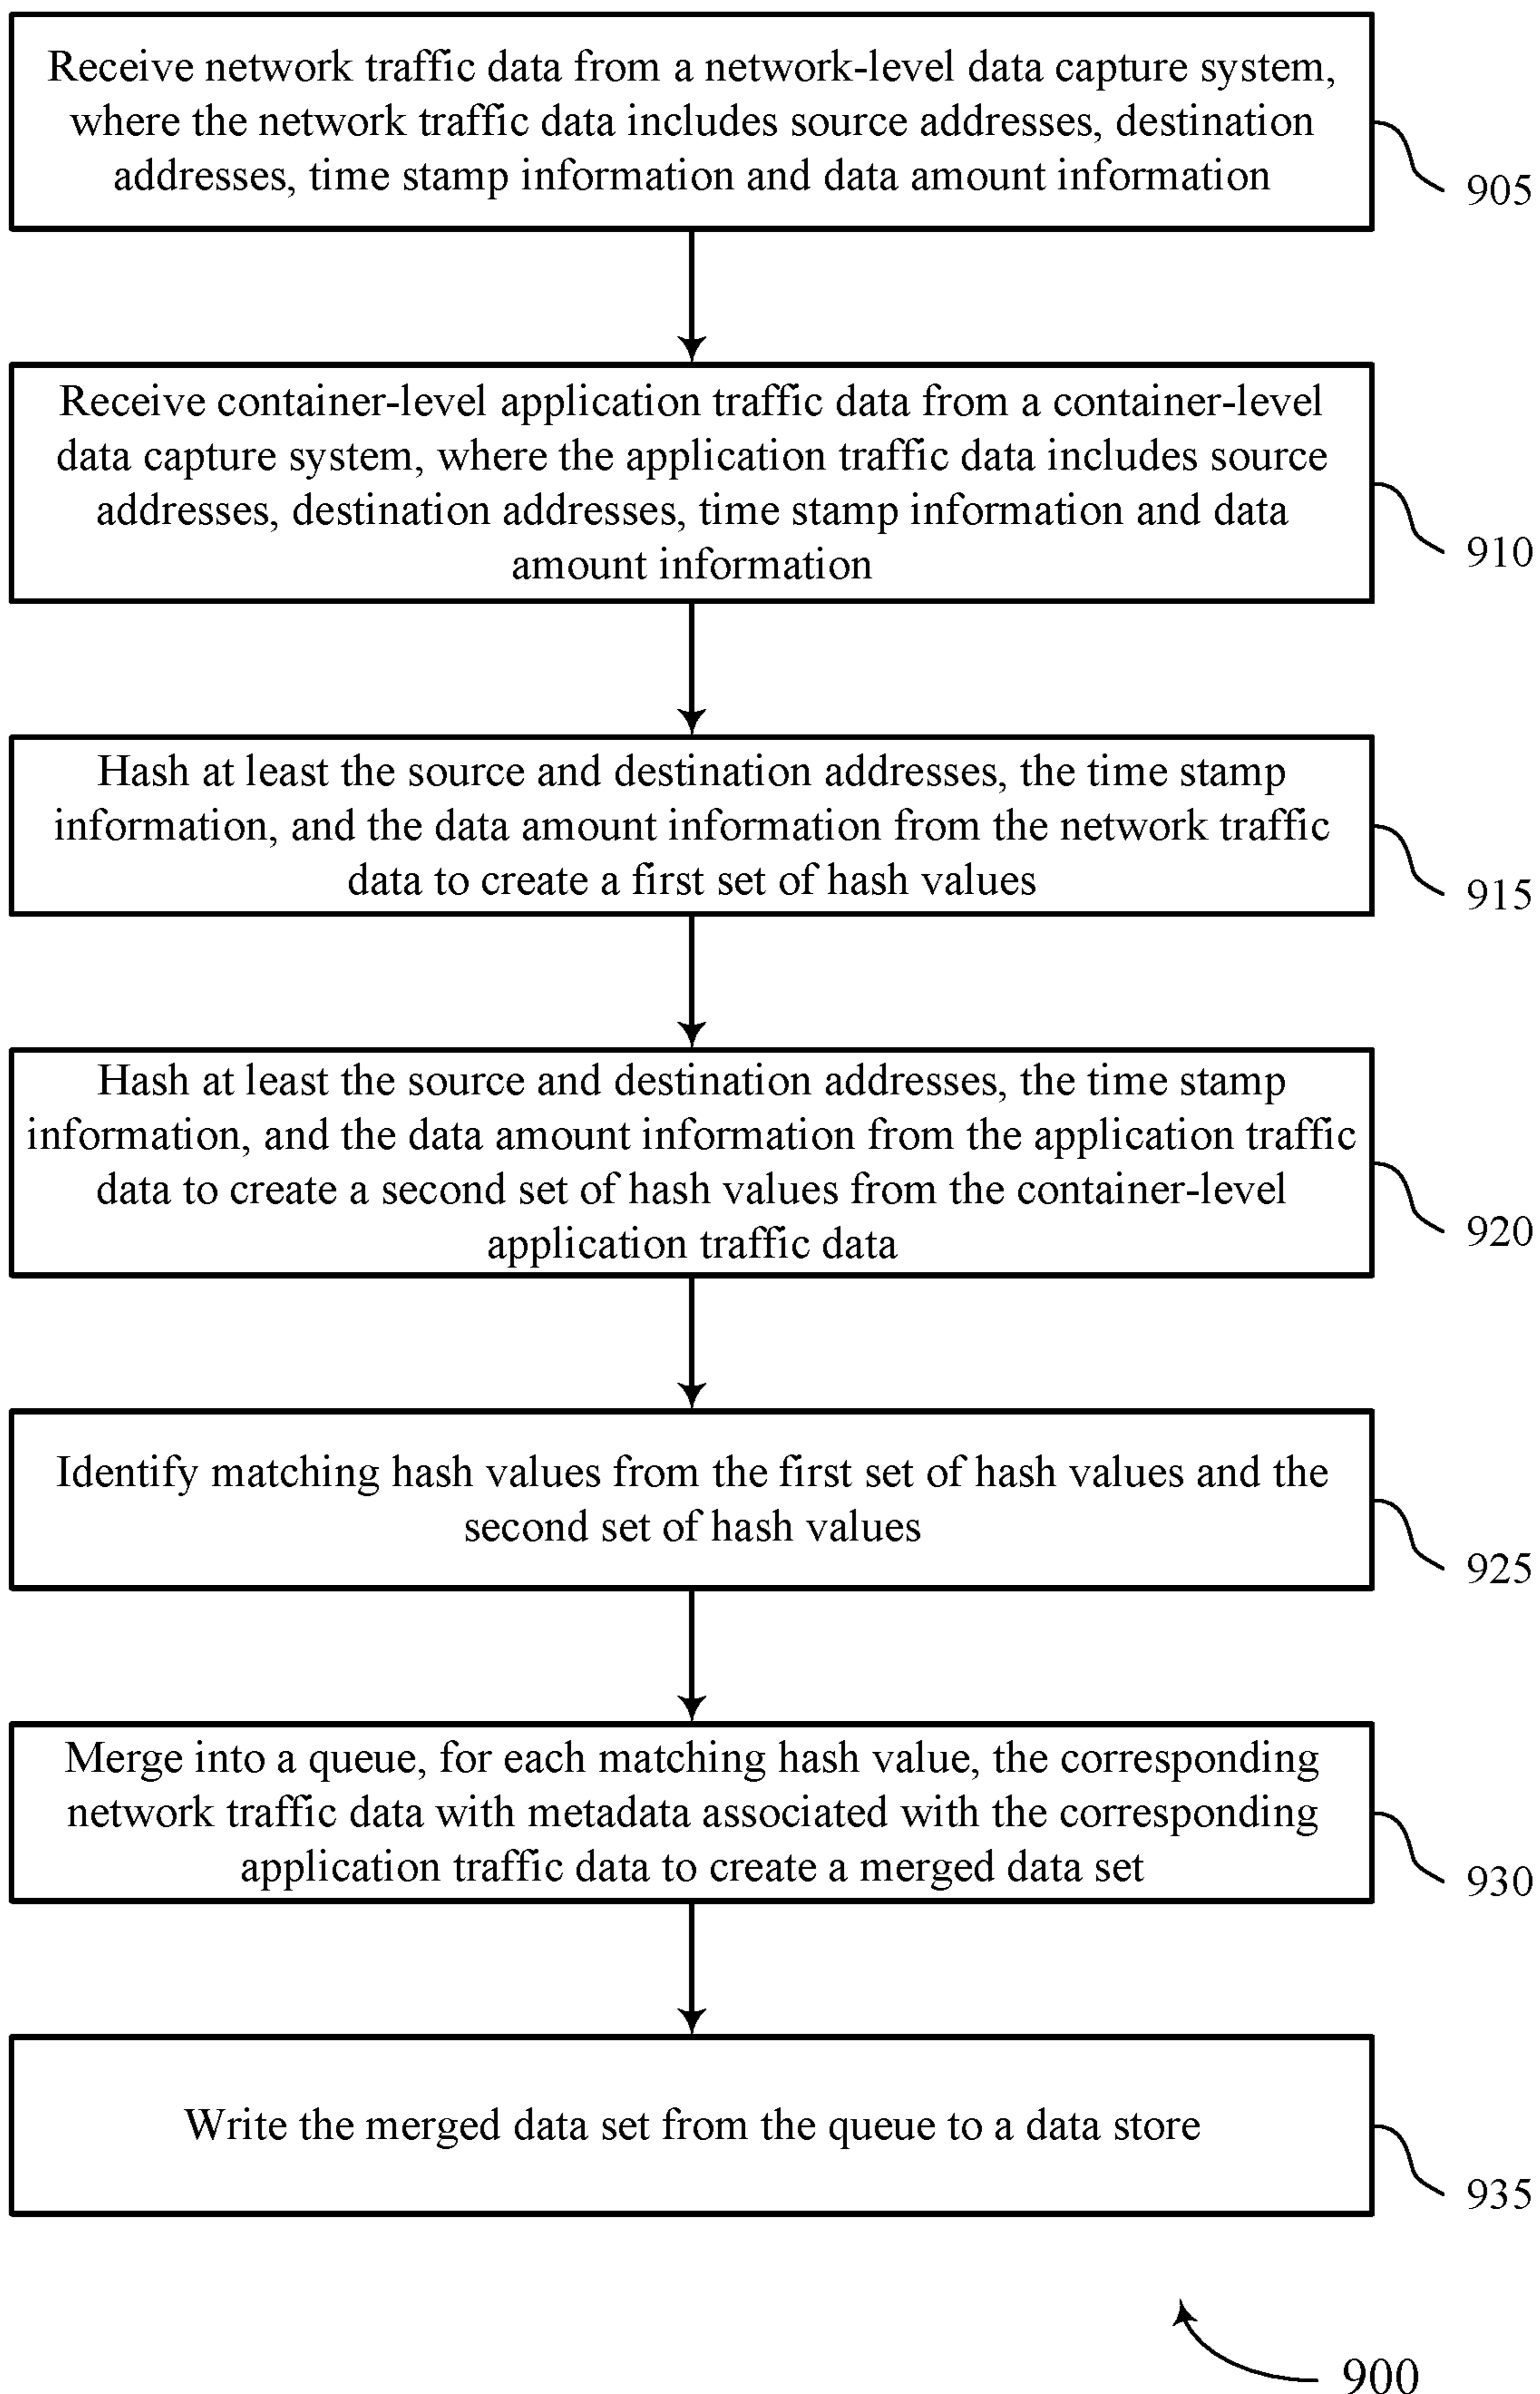 Receive network traffic data from a network-level data capture system,
where the network traffic data includes source addresses, destination
addresses, time stamp information and data amount information
905
Receive container-level application traffic data from a container-level
data capture system, where the application traffic data includes source
addresses, destination addresses, time stamp information and data
amount information
910
Hash at least the source and destination addresses, the time stamp
information, and the data amount information from the network traffic
data to create a first set of hash values
915
Hash at least the source and destination addresses, the time stamp
information, and the data amount information from the application traffic
data to create a second set of hash values from the container-level
application traffic data
920
Identify matching hash values from the first set of hash values and the
second set of hash values
925
Merge into a queue, for each matching hash value, the corresponding
network traffic data with metadata associated with the corresponding
application traffic data to create a merged data set
930
Write the merged data set from the queue to a data store
935
900